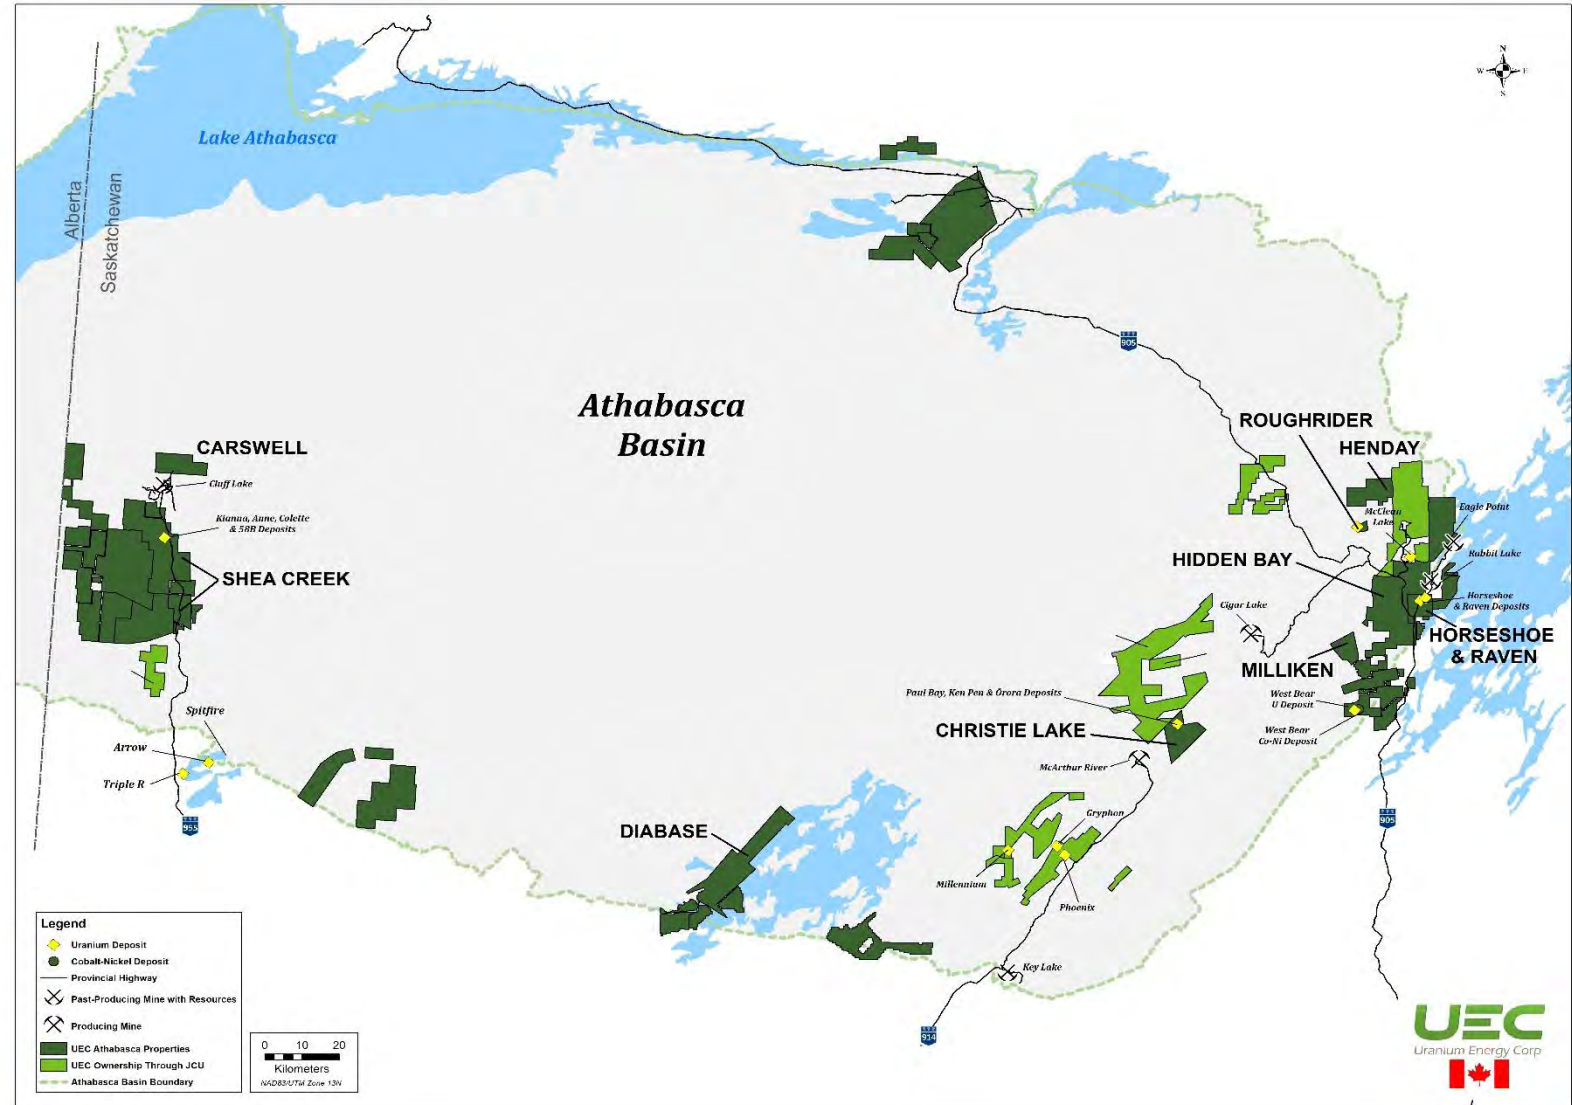 N
W
E
S
Lake Athabasca
Alberta
Saskatchewan
905
Athabasca
Basin
ROUGHRIDER
HENDAY
CARSWELL
Cluff Lake
McClean
Lake
Eagle Point
Kianna, Anne, Colette
& 58B Deposits
Rabbit Lake
HIDDEN BAY
SHEA CREEK
Horseshoe
& Raven Deposits
Cigar Lake
HORSESHOE
& RAVEN
MILLIKEN
Paul Bay, Ken Pen & Ōrora Deposits
West Bear
U Deposit
Spitfire
CHRISTIE LAKE
West Bear
Co-Ni Deposit
Arrow
McArthur River
Triple R
955
DIABASE
Gryphon
905
Millennium
Phoenix
Key Lake
914
Legend
Uranium Deposit
Cobalt-Nickel Deposit
Provincial Highway
Past-Producing Mine with Resources
Producing Mine
UEC Athabasca Properties
UEC Ownership Through JCU
Athabasca Basin Boundary
0 10 20
Kilometers
NAD83/UTM Zone 13N
UEC
Uranium Energy Corp